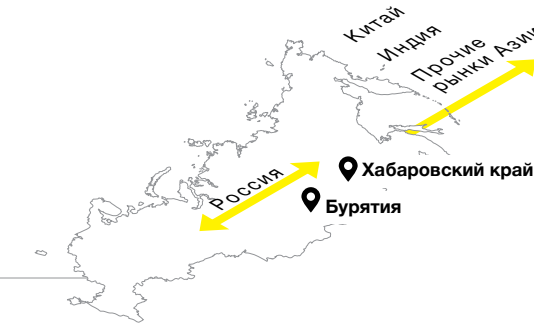 Китай
Индия
Прочие
рынки Азии
Россия
Хабаровский край
Бурятия